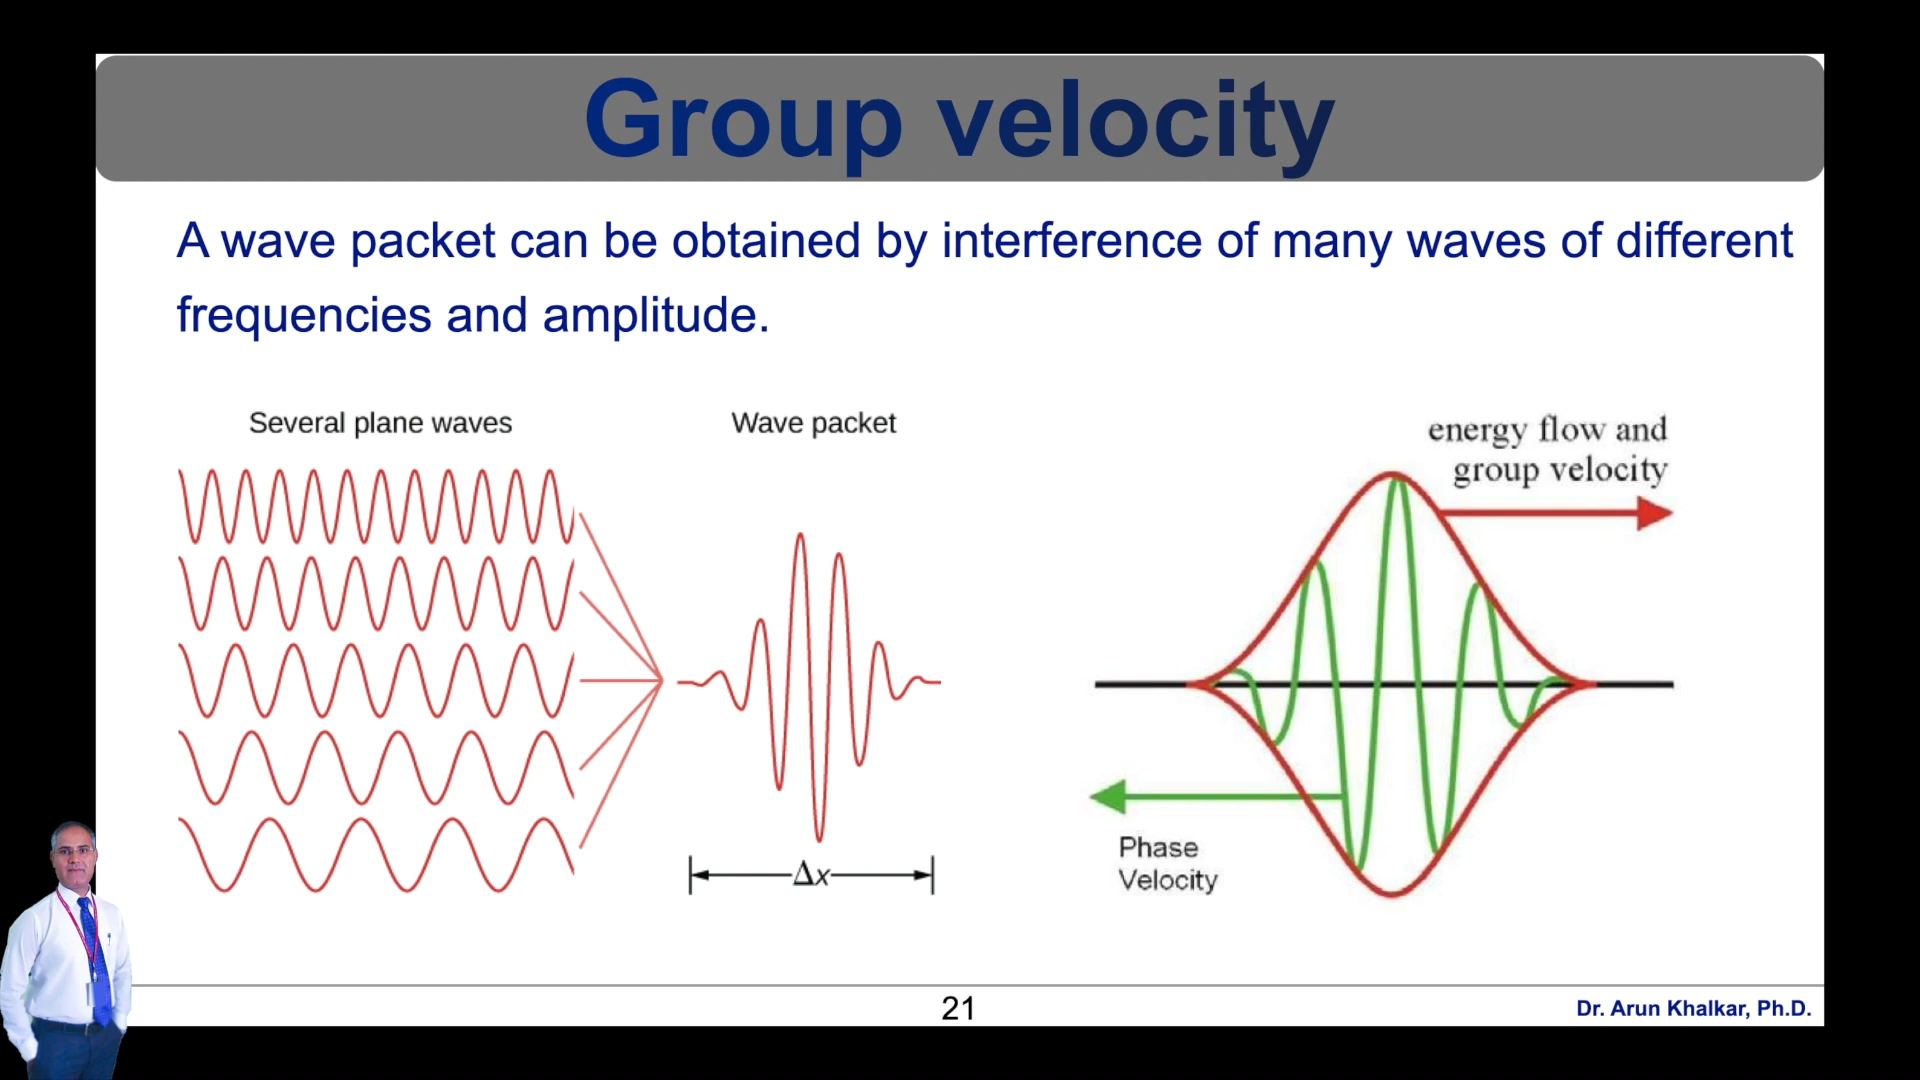 Group velocity
A wave packet can be obtained by interference of many waves of different
frequencies and amplitude.
Several plane waves
Wave packet
Δx
energy flow and
group velocity
Phase
Velocity
21
Dr. Arun Khalkar, Ph.D.